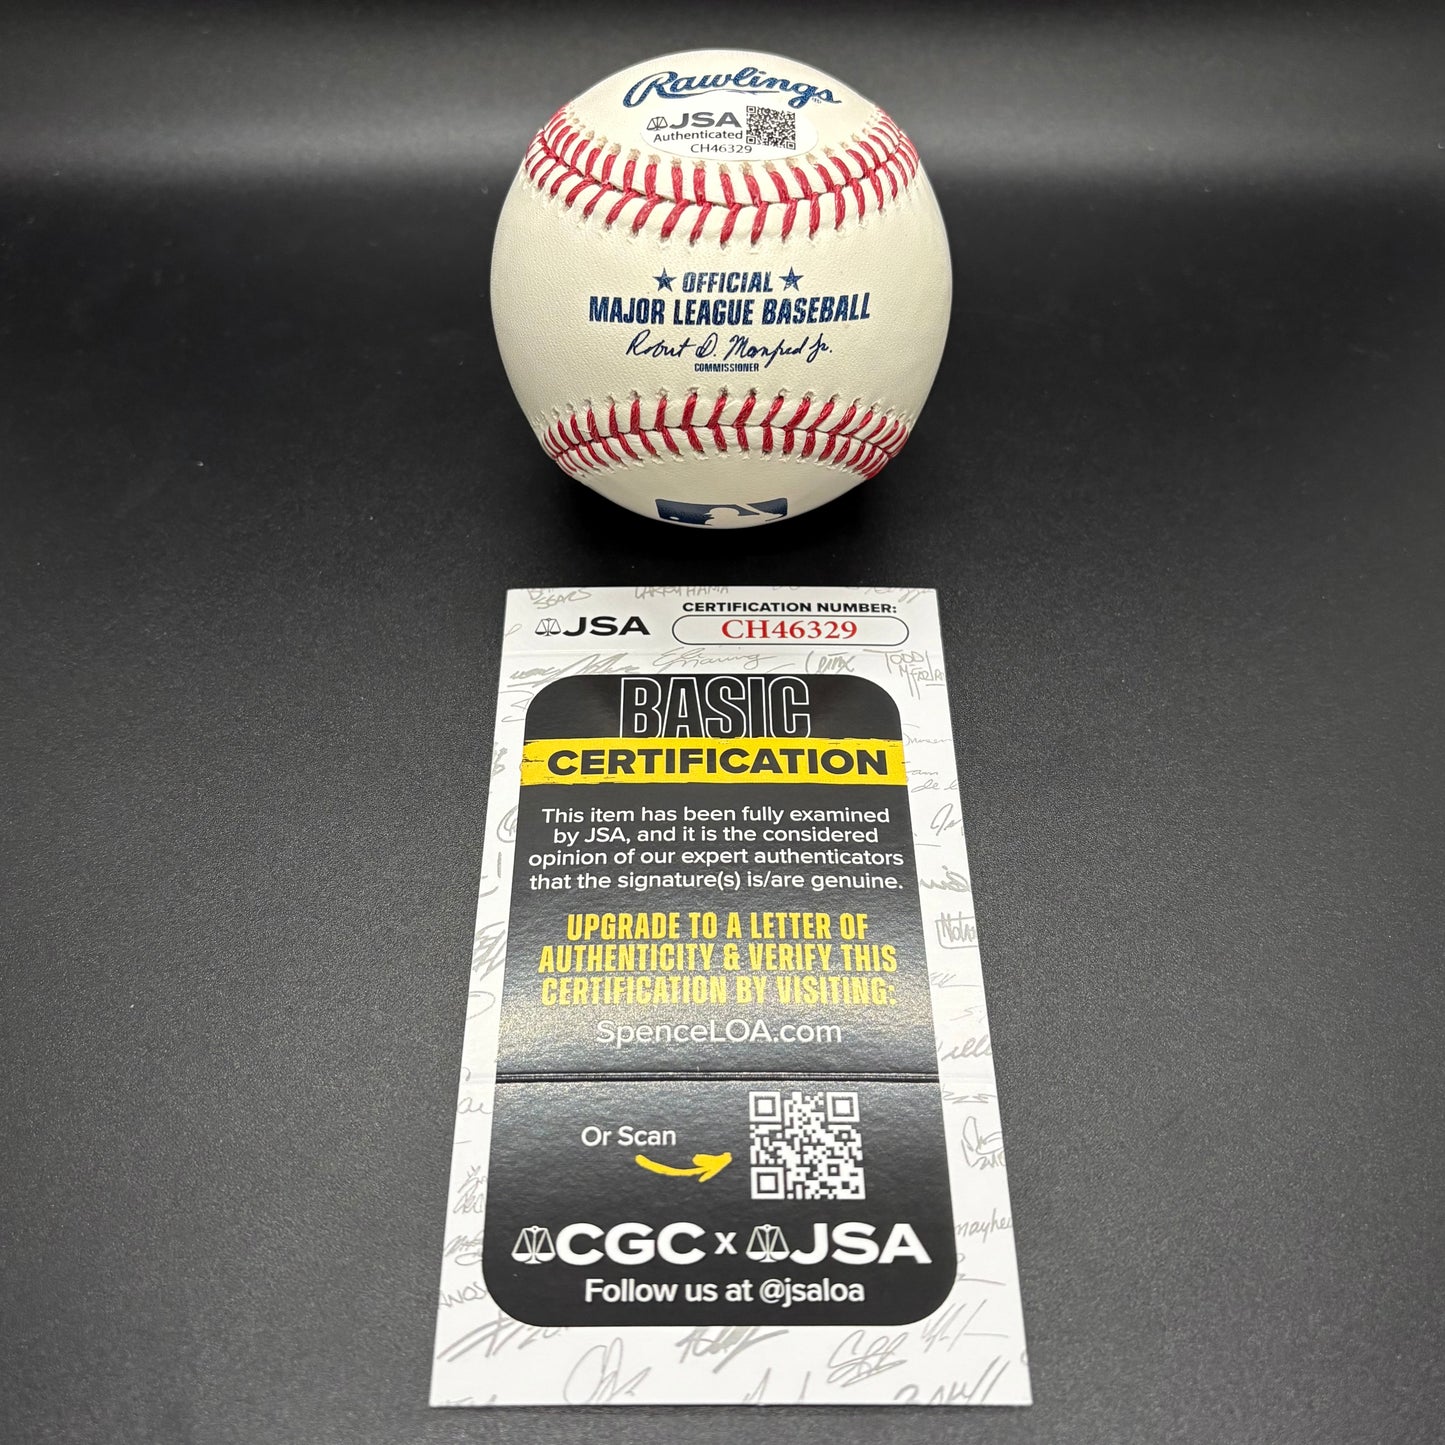 Rawlings
JSA
Authenticated
CH46329
OFFICIAL
MAJOR LEAGUE BASEBALL
Robert D. Manfred Jr.
COMMISSIONER
JSA
CERTIFICATION NUMBER:
CH46329
BASIC
CERTIFICATION
This item has been fully examined
by JSA, and it is the considered
opinion of our expert authenticators
that the signature(s) is/are genuine.
UPGRADE TO A LETTER OF
AUTHENTICITY & VERIFY THIS
CERTIFICATION BY VISITING:
SpenceLOA.com
Or Scan
CGC x JSA
Follow us at @jsaloa